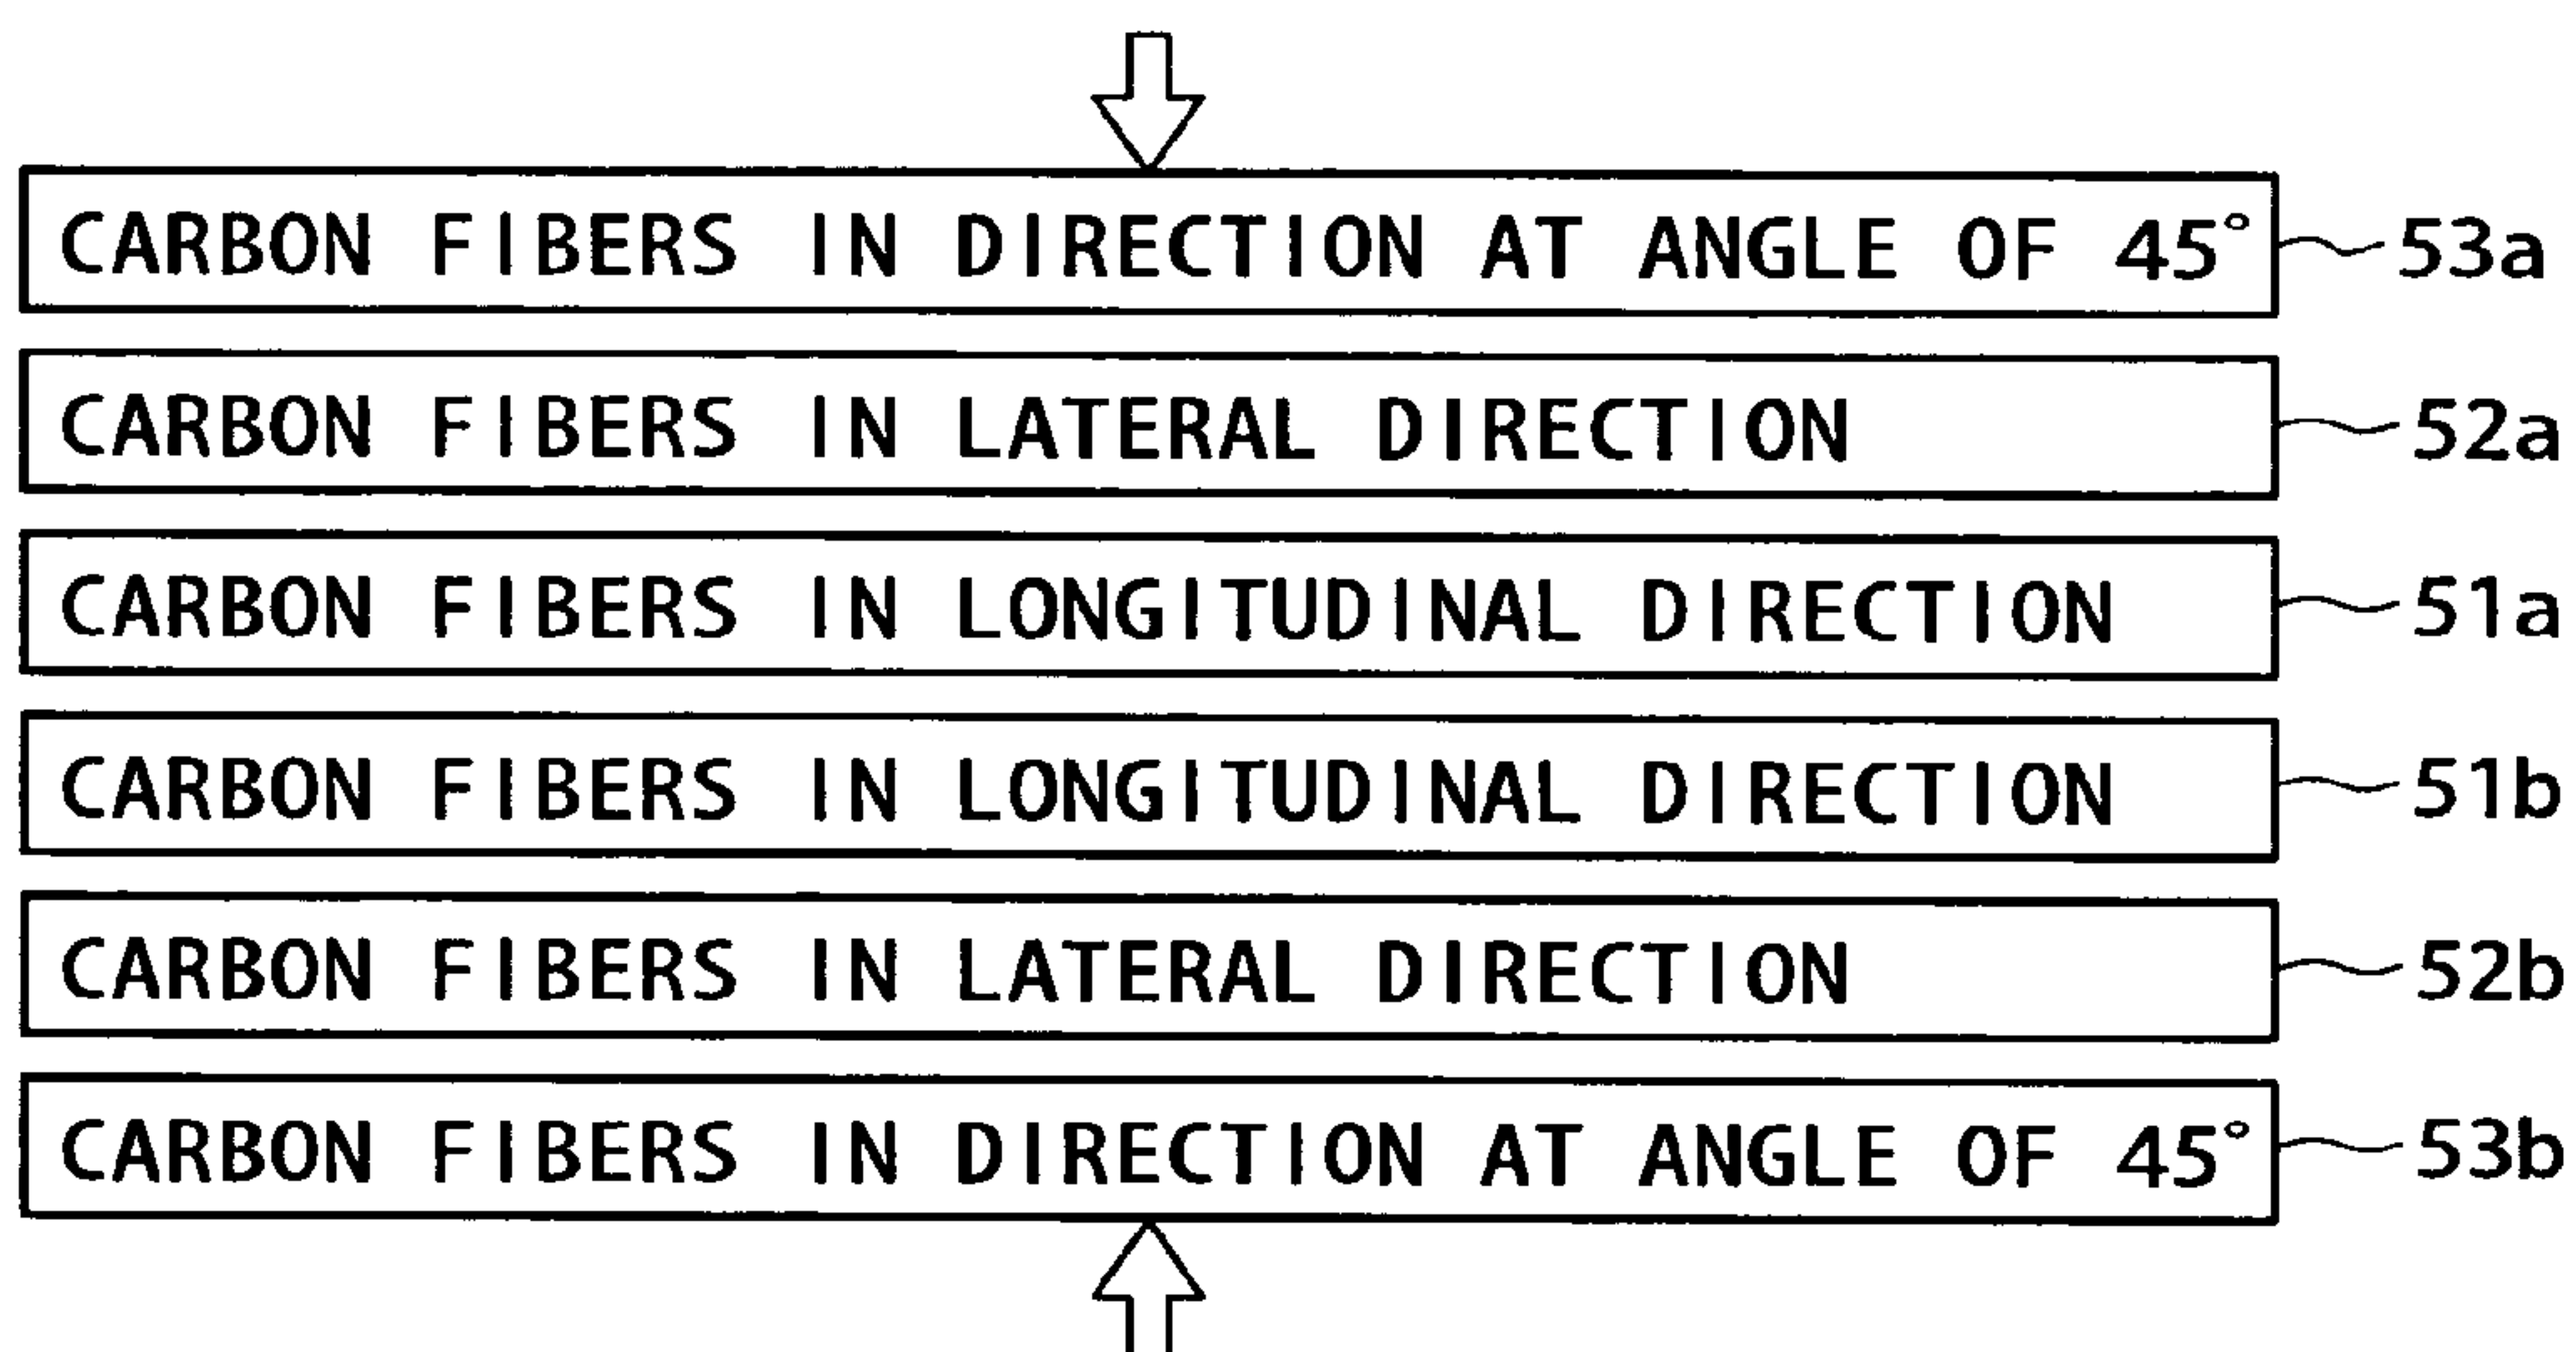 CARBON FIBERS IN DIRECTION AT ANGLE OF 45° 53a
CARBON FIBERS IN LATERAL DIRECTION 52a
CARBON FIBERS IN LONGITUDINAL DIRECTION 51a
CARBON FIBERS IN LONGITUDINAL DIRECTION 51b
CARBON FIBERS IN LATERAL DIRECTION 52b
CARBON FIBERS IN DIRECTION AT ANGLE OF 45° 53b